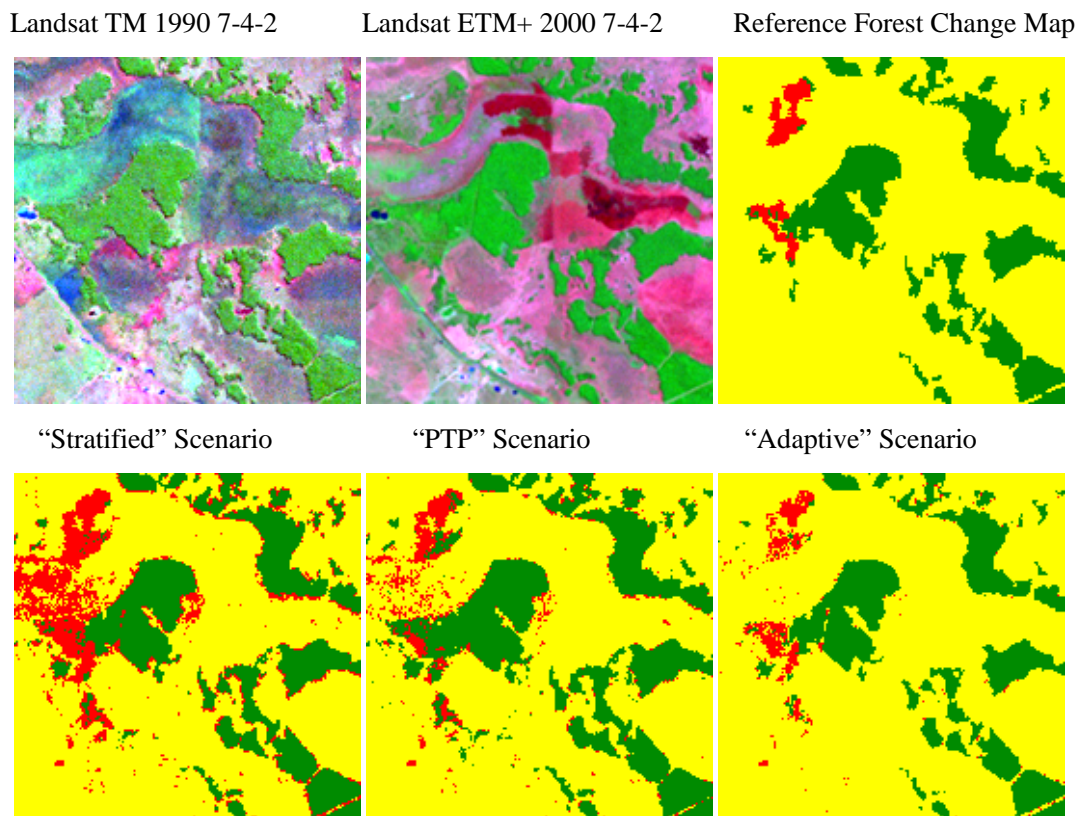 Landsat TM 1990 7-4-2
Landsat ETM+ 2000 7-4-2
Reference Forest Change Map
“Stratified” Scenario
“PTP” Scenario
“Adaptive” Scenario